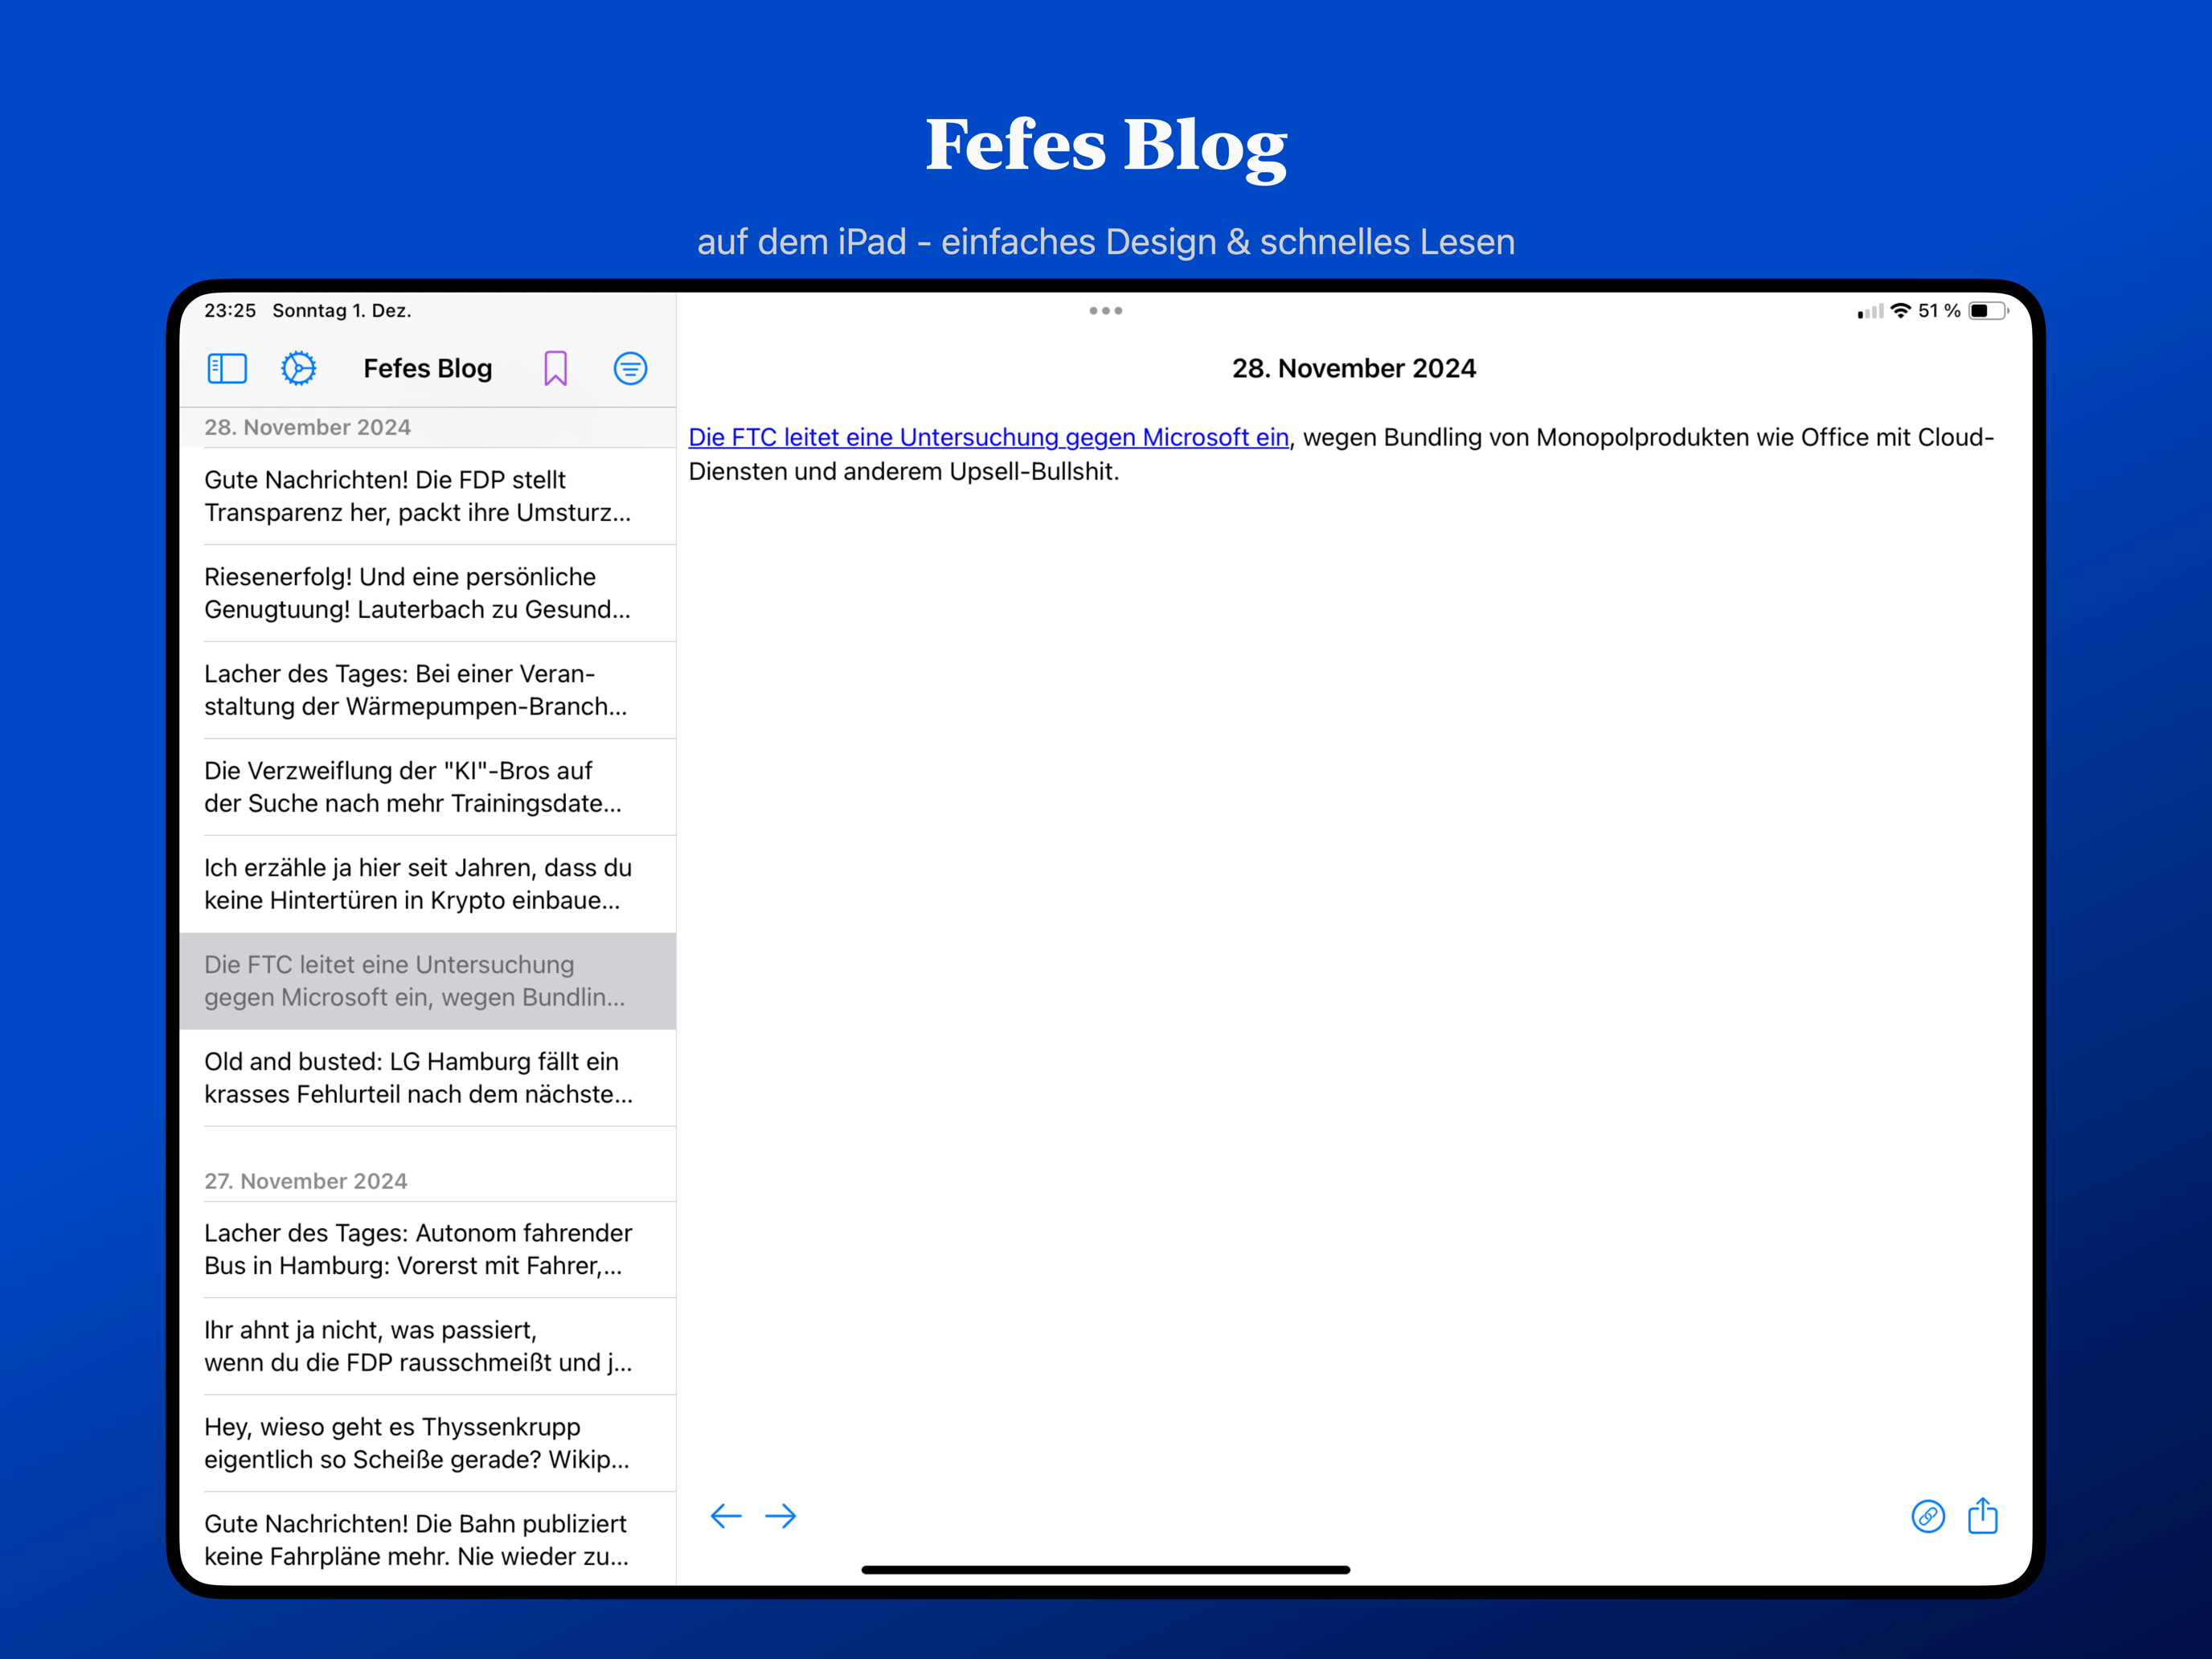 Fefes Blog
auf dem iPad - einfaches Design & schnelles Lesen
23:25 Sonntag 1. Dez.
51 %
Fefes Blog
28. November 2024
Gute Nachrichten! Die FDP stellt
Transparenz her, packt ihre Umsturz...
Riesenerfolg! Und eine persönliche
Genugtuung! Lauterbach zu Gesund...
Lacher des Tages: Bei einer Veran-
staltung der Wärmepumpen-Branch...
Die Verzweiflung der "KI"-Bros auf
der Suche nach mehr Trainingsdate...
Ich erzähle ja hier seit Jahren, dass du
keine Hintertüren in Krypto einbaue...
Die FTC leitet eine Untersuchung
gegen Microsoft ein, wegen Bundlin...
Old and busted: LG Hamburg fällt ein
krasses Fehlurteil nach dem nächste...
27. November 2024
Lacher des Tages: Autonom fahrender
Bus in Hamburg: Vorerst mit Fahrer,...
Ihr ahnt ja nicht, was passiert,
wenn du die FDP rausschmeißt und j...
Hey, wieso geht es Thyssenkrupp
eigentlich so Scheiße gerade? Wikip...
Gute Nachrichten! Die Bahn publiziert
keine Fahrpläne mehr. Nie wieder zu...
28. November 2024
Die FTC leitet eine Untersuchung gegen Microsoft ein, wegen Bundling von Monopolprodukten wie Office mit Cloud-
Diensten und anderem Upsell-Bullshit.